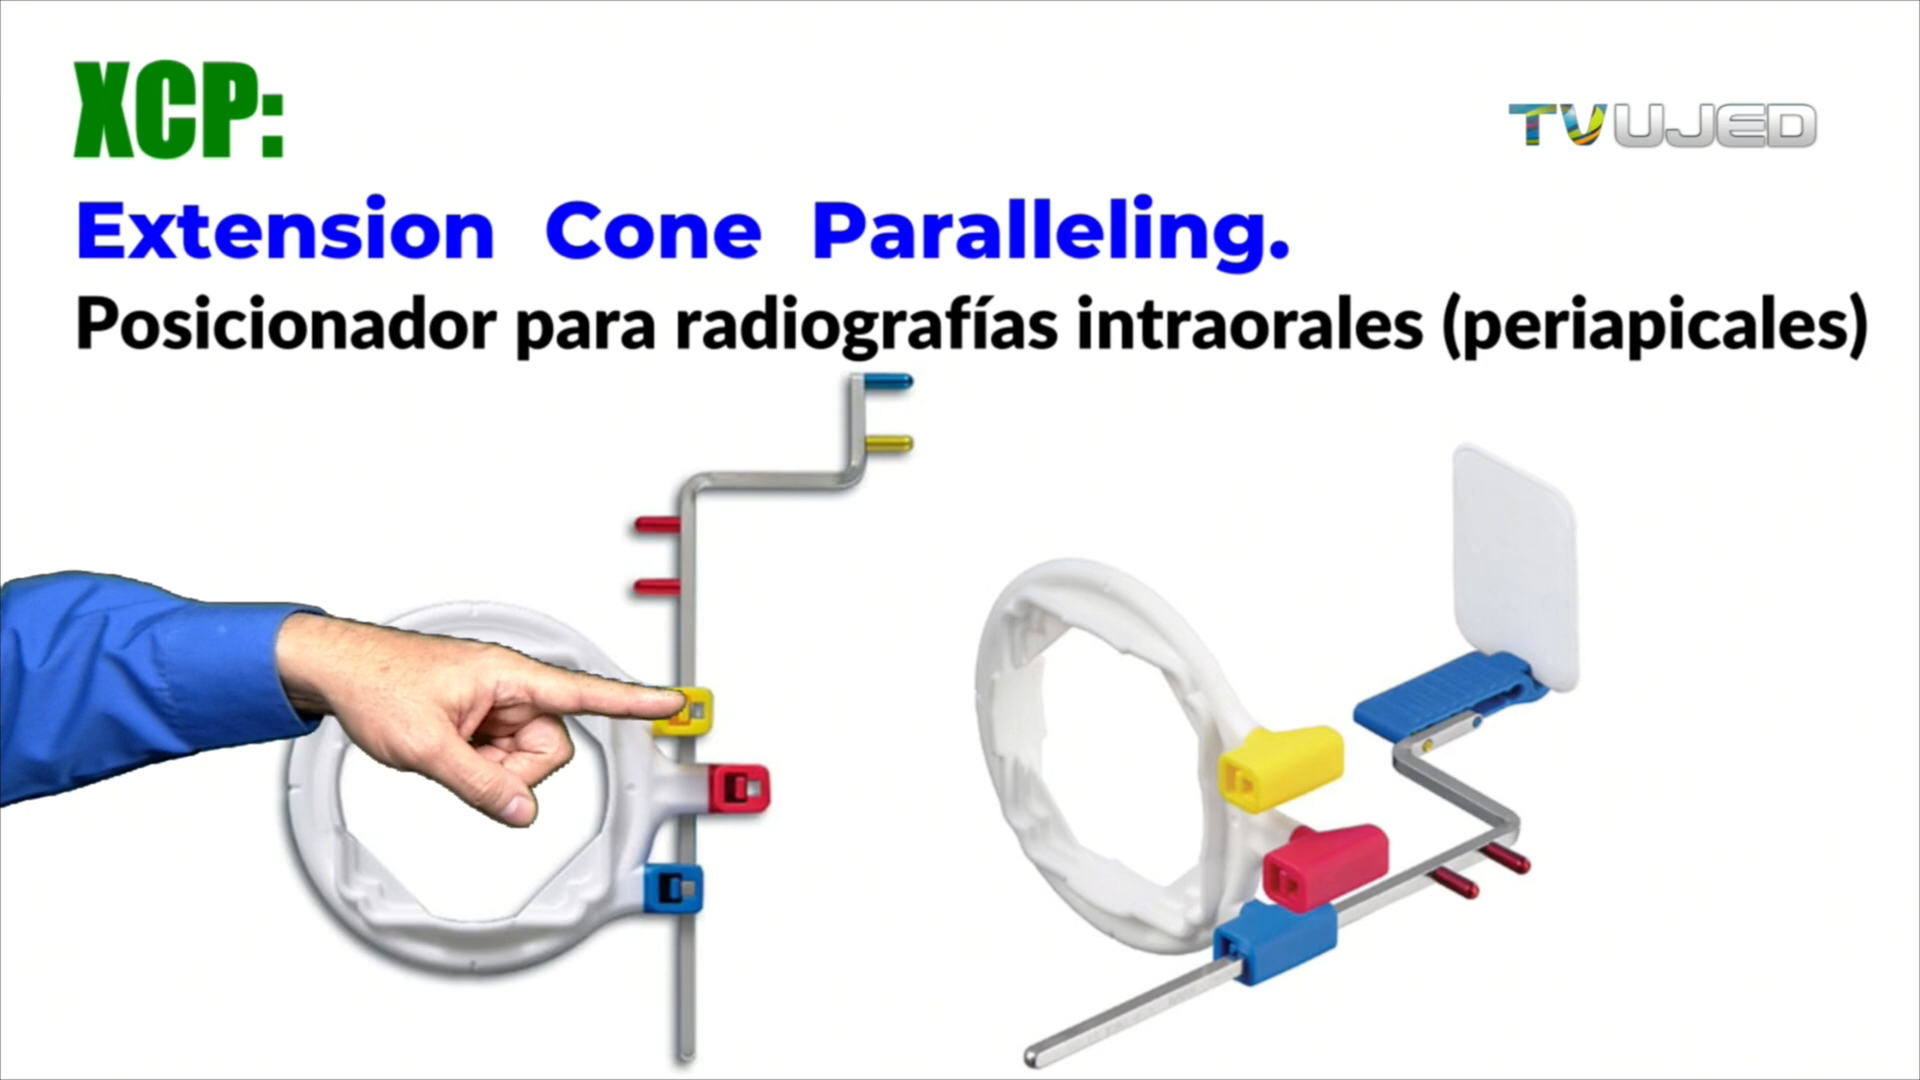 XCP:
TVUJED
Extension Cone Paralleling.
Posicionador para radiografías intraorales (periapicales)